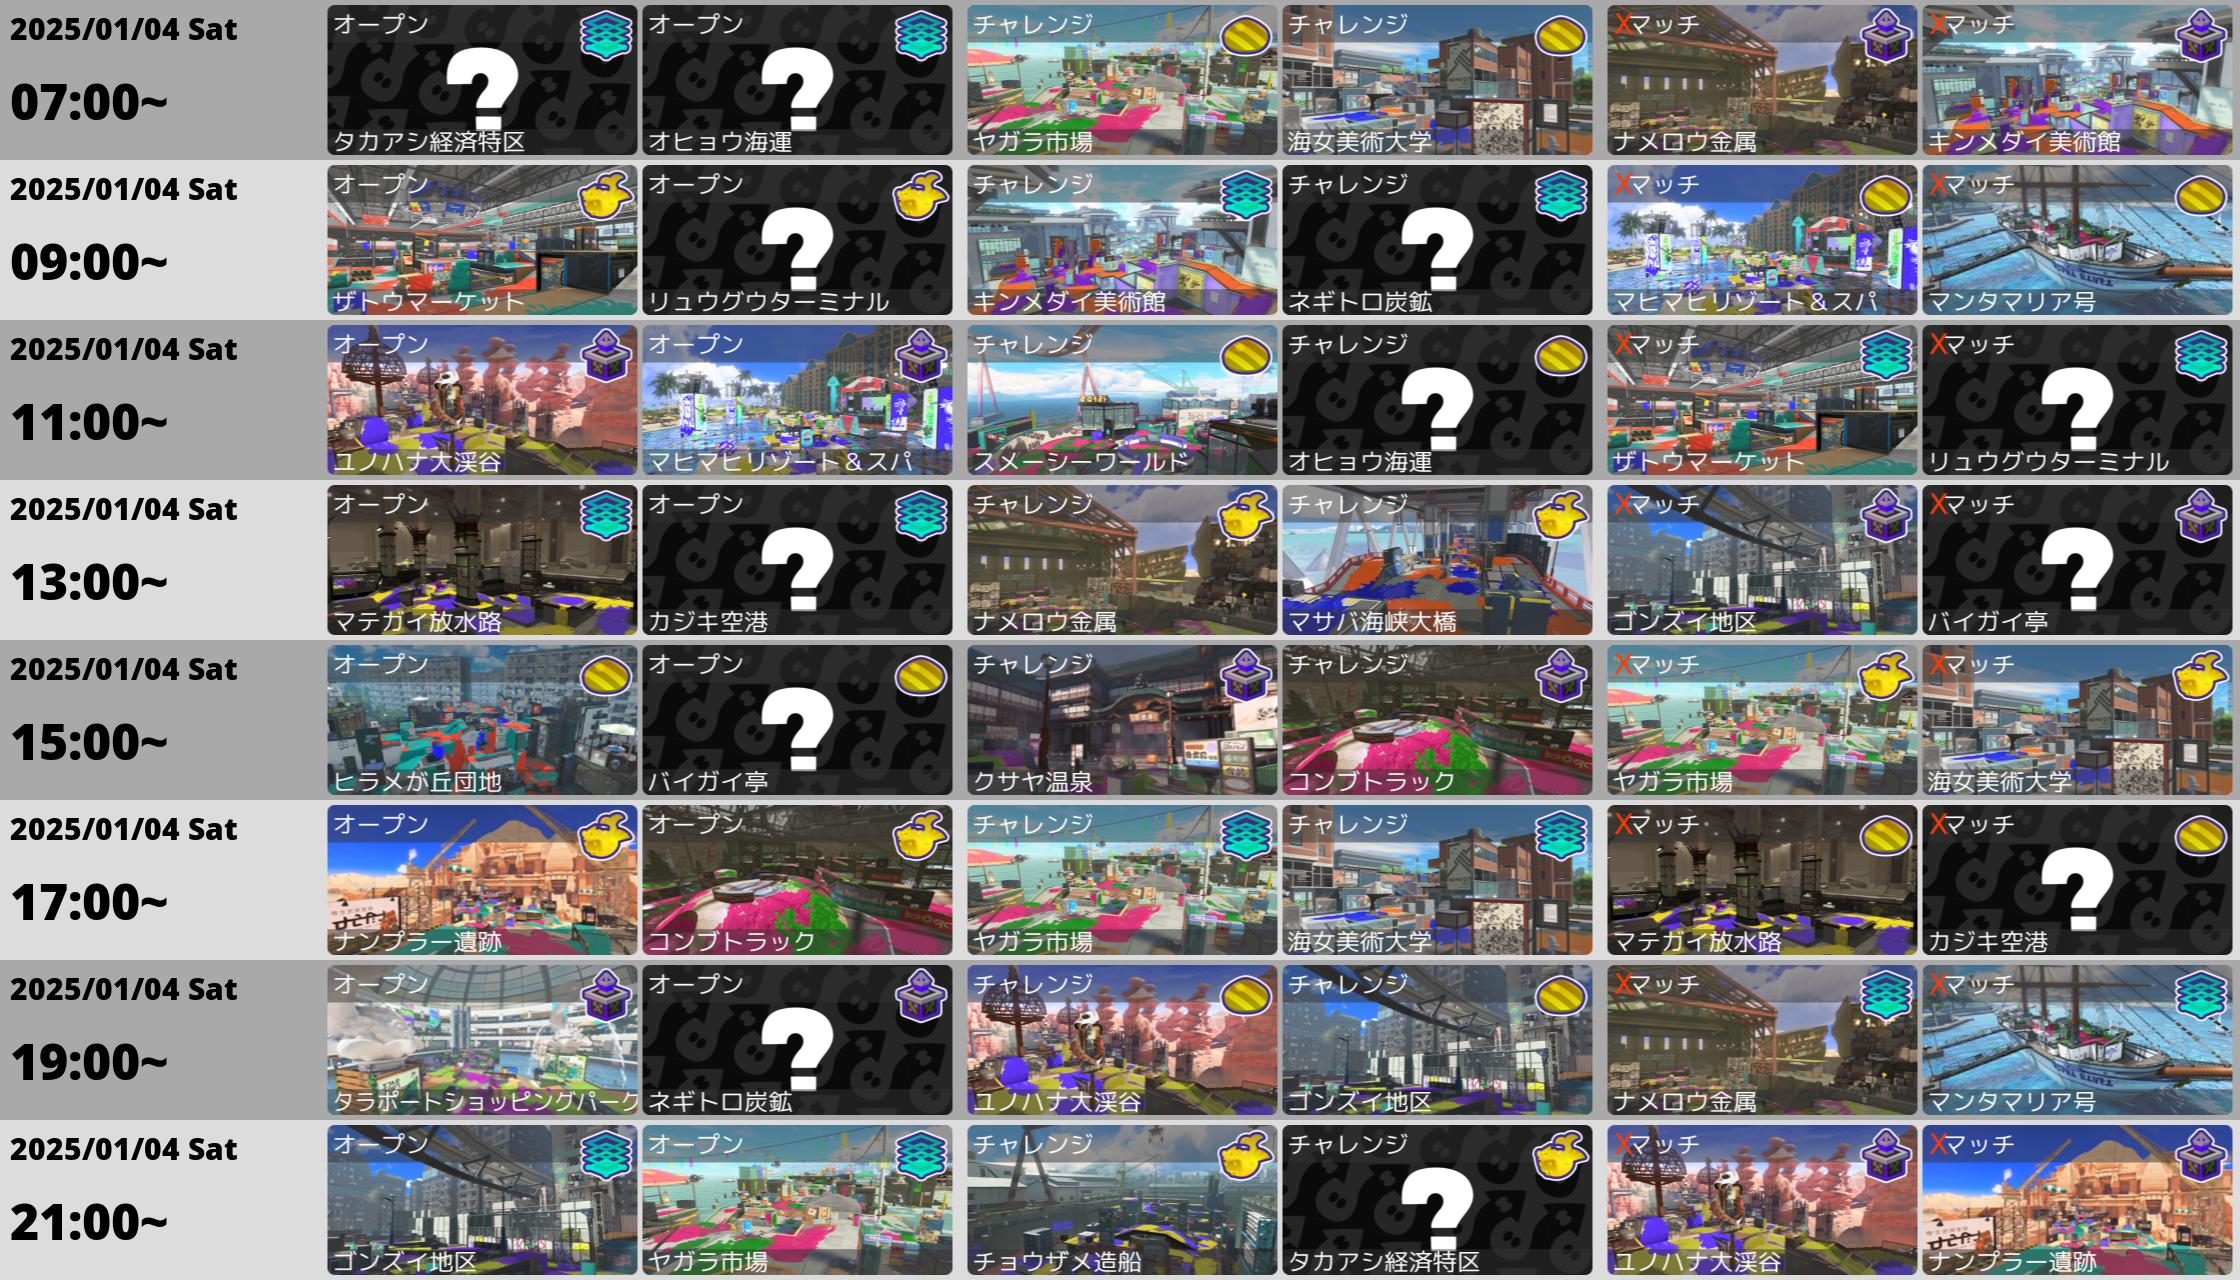 2025/01/04 Sat
07:00~
オープン
タカアシ経済特区
オープン
オヒョウ海運
チャレンジ
ヤガラ市場
チャレンジ
海女美術大学
Xマッチ
ナメロウ金属
Xマッチ
キンメダイ美術館
2025/01/04 Sat
09:00~
オープン
ザトウマーケット
オープン
リュウグウターミナル
チャレンジ
キンメダイ美術館
チャレンジ
ネギトロ炭鉱
Xマッチ
マヒマヒリゾート&スパ
Xマッチ
マンタマリア号
2025/01/04 Sat
11:00~
オープン
ユノハナ大渓谷
オープン
マヒマヒリゾート&スパ
チャレンジ
スメーシーワールド
チャレンジ
オヒョウ海運
Xマッチ
ザトウマーケット
Xマッチ
リュウグウターミナル
2025/01/04 Sat
13:00~
オープン
マテガイ放水路
オープン
カジキ空港
チャレンジ
ナメロウ金属
チャレンジ
マサバ海峡大橋
Xマッチ
ゴンズイ地区
Xマッチ
バイガイ亭
2025/01/04 Sat
15:00~
オープン
ヒラメが丘団地
オープン
バイガイ亭
チャレンジ
クサヤ温泉
チャレンジ
コンブトラック
Xマッチ
ヤガラ市場
Xマッチ
海女美術大学
2025/01/04 Sat
17:00~
オープン
ナンプラー遺跡
オープン
コンブトラック
チャレンジ
ヤガラ市場
チャレンジ
海女美術大学
Xマッチ
マテガイ放水路
Xマッチ
カジキ空港
2025/01/04 Sat
19:00~
オープン
タラポートショッピングパーク
オープン
ネギトロ炭鉱
チャレンジ
ユノハナ大渓谷
チャレンジ
ゴンズイ地区
Xマッチ
ナメロウ金属
Xマッチ
マンタマリア号
2025/01/04 Sat
21:00~
オープン
ゴンズイ地区
オープン
ヤガラ市場
チャレンジ
チョウザメ造船
チャレンジ
タカアシ経済特区
Xマッチ
ユノハナ大渓谷
Xマッチ
ナンプラー遺跡